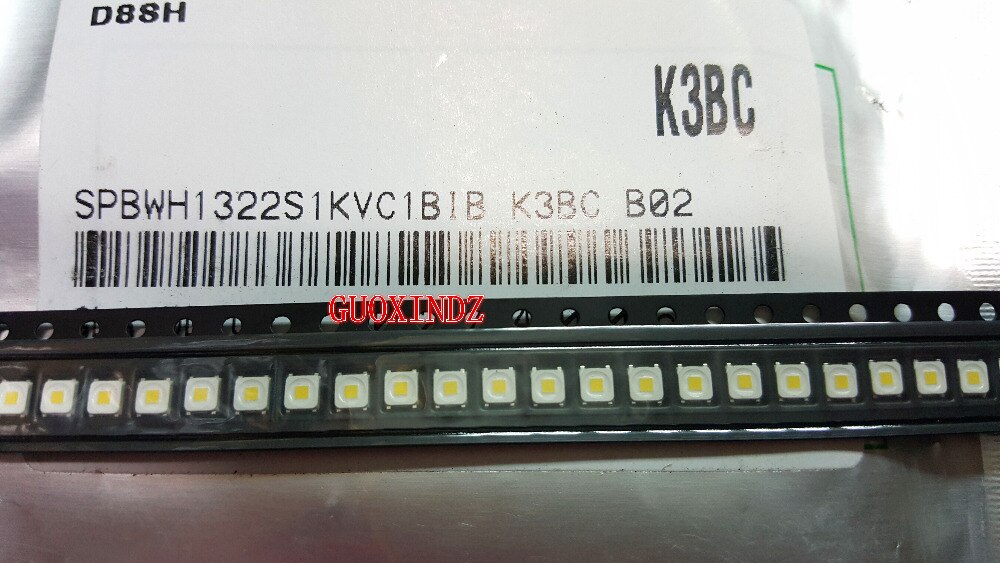 D8SH
K3BC
SPBWH1322S1KVC1BIB K3BC B02
GUOXINDZ